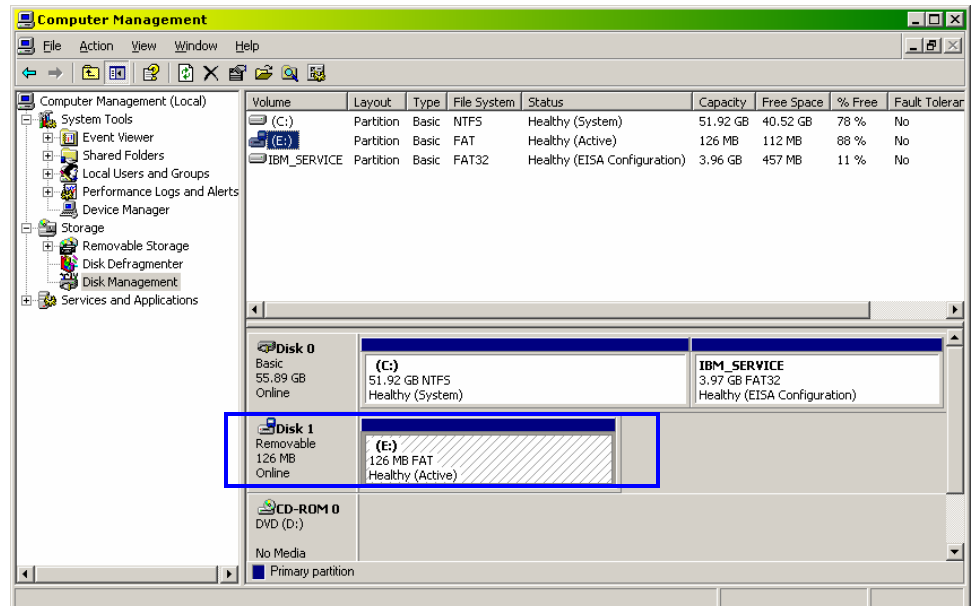 Computer Management
File Action View Window Help
Computer Management (Local)
System Tools
Event Viewer
Shared Folders
Local Users and Groups
Performance Logs and Alerts
Device Manager
Storage
Removable Storage
Disk Defragmenter
Disk Management
Services and Applications
Volume Layout Type File System Status Capacity Free Space % Free Fault Tolerar
(C:) Partition Basic NTFS Healthy (System) 51.92 GB 40.52 GB 78 % No
(E:) Partition Basic FAT Healthy (Active) 126 MB 112 MB 88 % No
IBM_SERVICE Partition Basic FAT32 Healthy (EISA Configuration) 3.96 GB 457 MB 11 % No
Disk 0
Basic
55.89 GB
Online
(C:)
51.92 GB NTFS
Healthy (System)
IBM_SERVICE
3.97 GB FAT32
Healthy (EISA Configuration)
Disk 1
Removable
126 MB
Online
(E:)
126 MB FAT
Healthy (Active)
CD-ROM 0
DVD (D:)
No Media
Primary partition